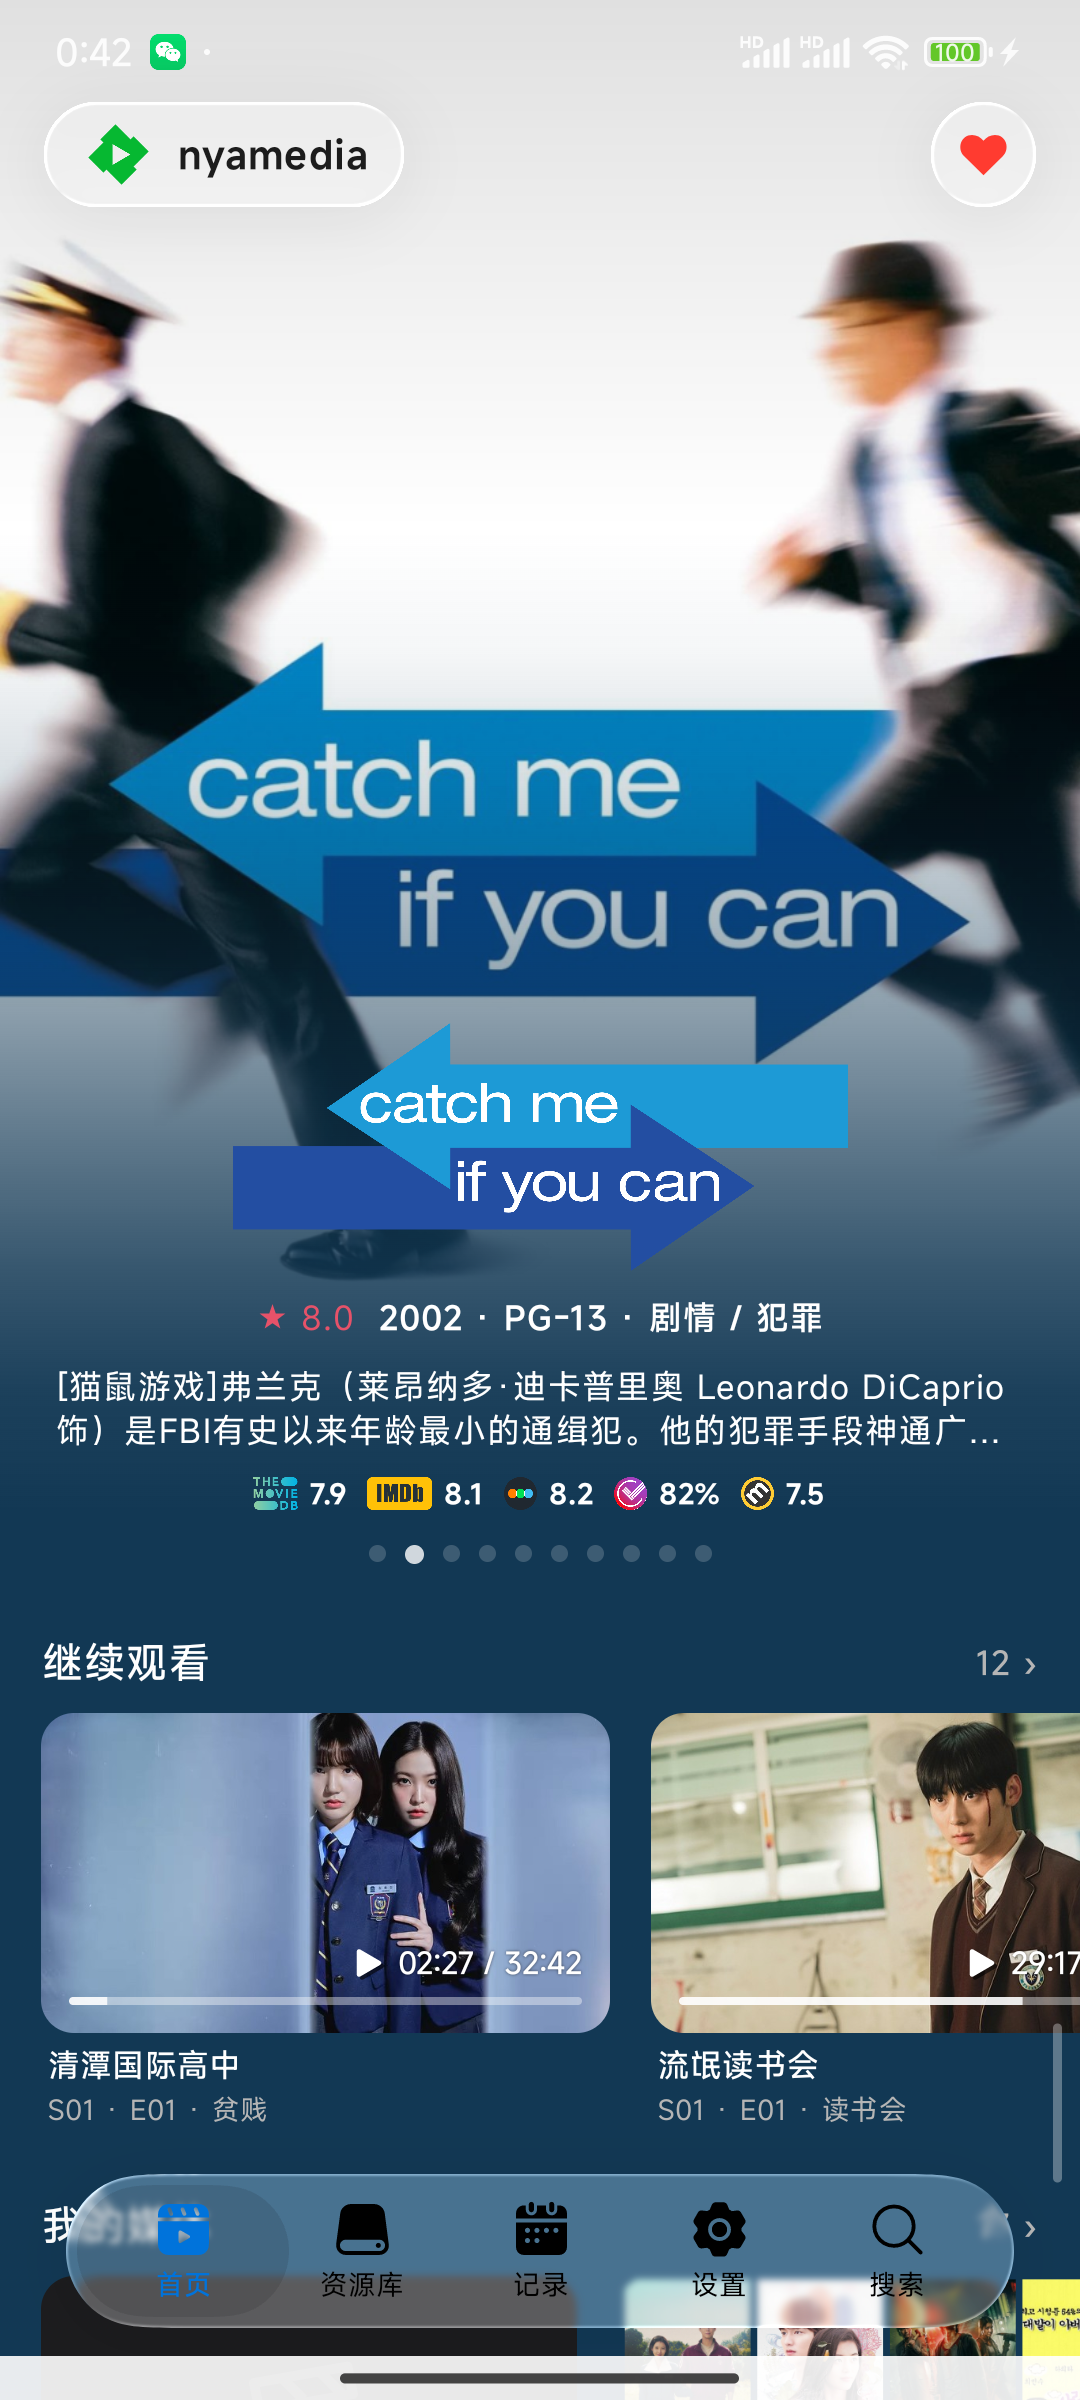 0:42
HD HD 100
nyamedia
catch me
if you can
catch me
if you can
★ 8.0 2002 · PG-13 · 剧情 / 犯罪
[猫鼠游戏]弗兰克（莱昂纳多·迪卡普里奥 Leonardo DiCaprio
饰）是FBI有史以来年龄最小的通缉犯。他的犯罪手段神通广...
THE MOVIE DB 7.9 IMDb 8.1 8.2 82% 7.5
继续观看
12 ›
02:27 / 32:42
29:17
清潭国际高中
流氓读书会
S01 · E01 · 贫贱
S01 · E01 · 读书会
我的媒
首页
资源库
记录
设置
搜索